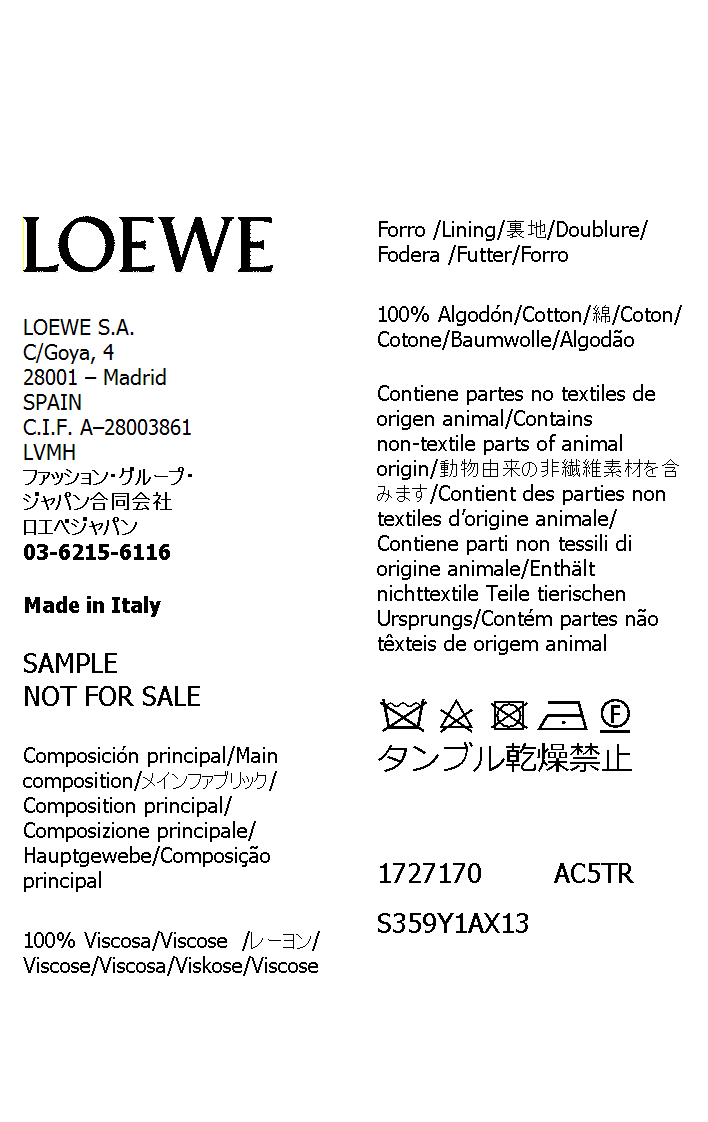 LOEWE
LOEWE S.A.
C/Goya, 4
28001 – Madrid
SPAIN
C.I.F. A–28003861
LVMH
ファッション・グループ・
ジャパン合同会社
ロエベジャパン
03-6215-6116
Made in Italy
SAMPLE
NOT FOR SALE
Composición principal/Main
composition/メインファブリック/
Composition principal/
Composizione principale/
Hauptgewebe/Composição
principal
100% Viscosa/Viscose /レーヨン/
Viscose/Viscosa/Viskose/Viscose
Forro /Lining/裏地/Doublure/
Fodera /Futter/Forro
100% Algodón/Cotton/綿/Coton/
Cotone/Baumwolle/Algodão
Contiene partes no textiles de
origen animal/Contains
non-textile parts of animal
origin/動物由来の非繊維素材を含
みます/Contient des parties non
textiles d’origine animale/
Contiene parti non tessili di
origine animale/Enthält
nichttextile Teile tierischen
Ursprungs/Contém partes não
têxteis de origem animal
F
タンブル乾燥禁止
1727170 AC5TR
S359Y1AX13